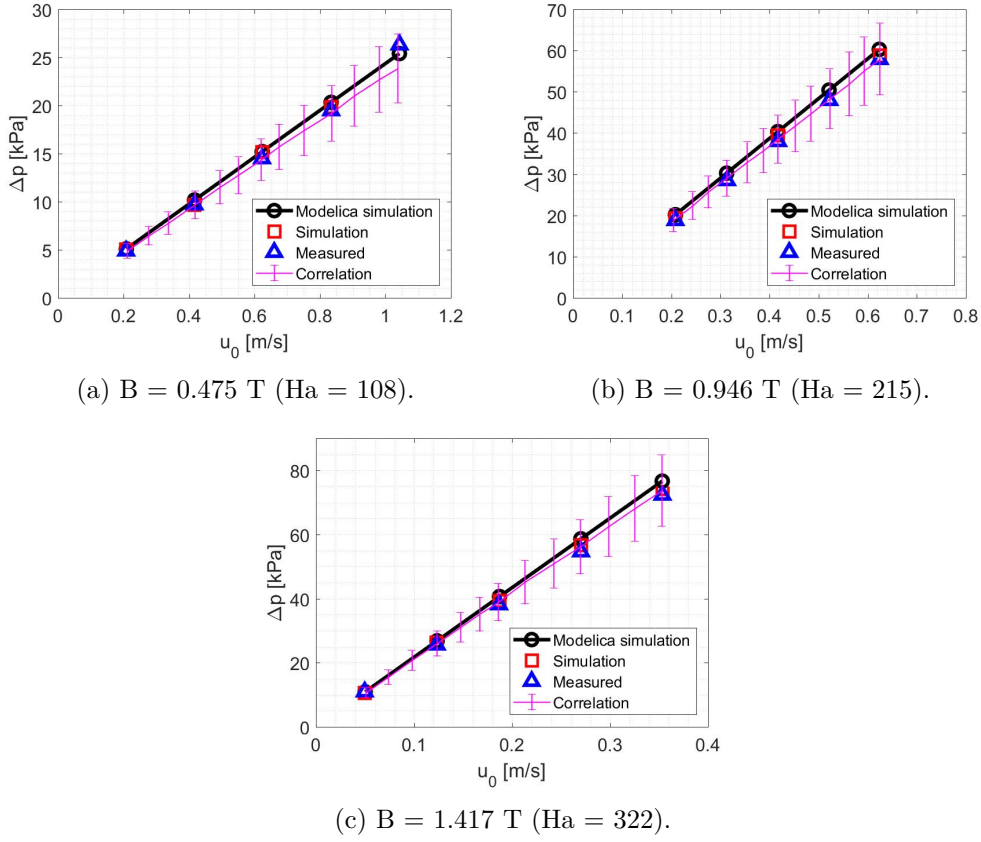 30
25
20
15
10
5
0
Δp [kPa]
0 0.2 0.4 0.6 0.8 1 1.2
u₀ [m/s]
Modelica simulation
Simulation
Measured
Correlation
(a) B = 0.475 T (Ha = 108).
70
60
50
40
30
20
10
0
Δp [kPa]
0 0.1 0.2 0.3 0.4 0.5 0.6 0.7 0.8
u₀ [m/s]
Modelica simulation
Simulation
Measured
Correlation
(b) B = 0.946 T (Ha = 215).
80
60
40
20
0
Δp [kPa]
0 0.1 0.2 0.3 0.4
u₀ [m/s]
Modelica simulation
Simulation
Measured
Correlation
(c) B = 1.417 T (Ha = 322).